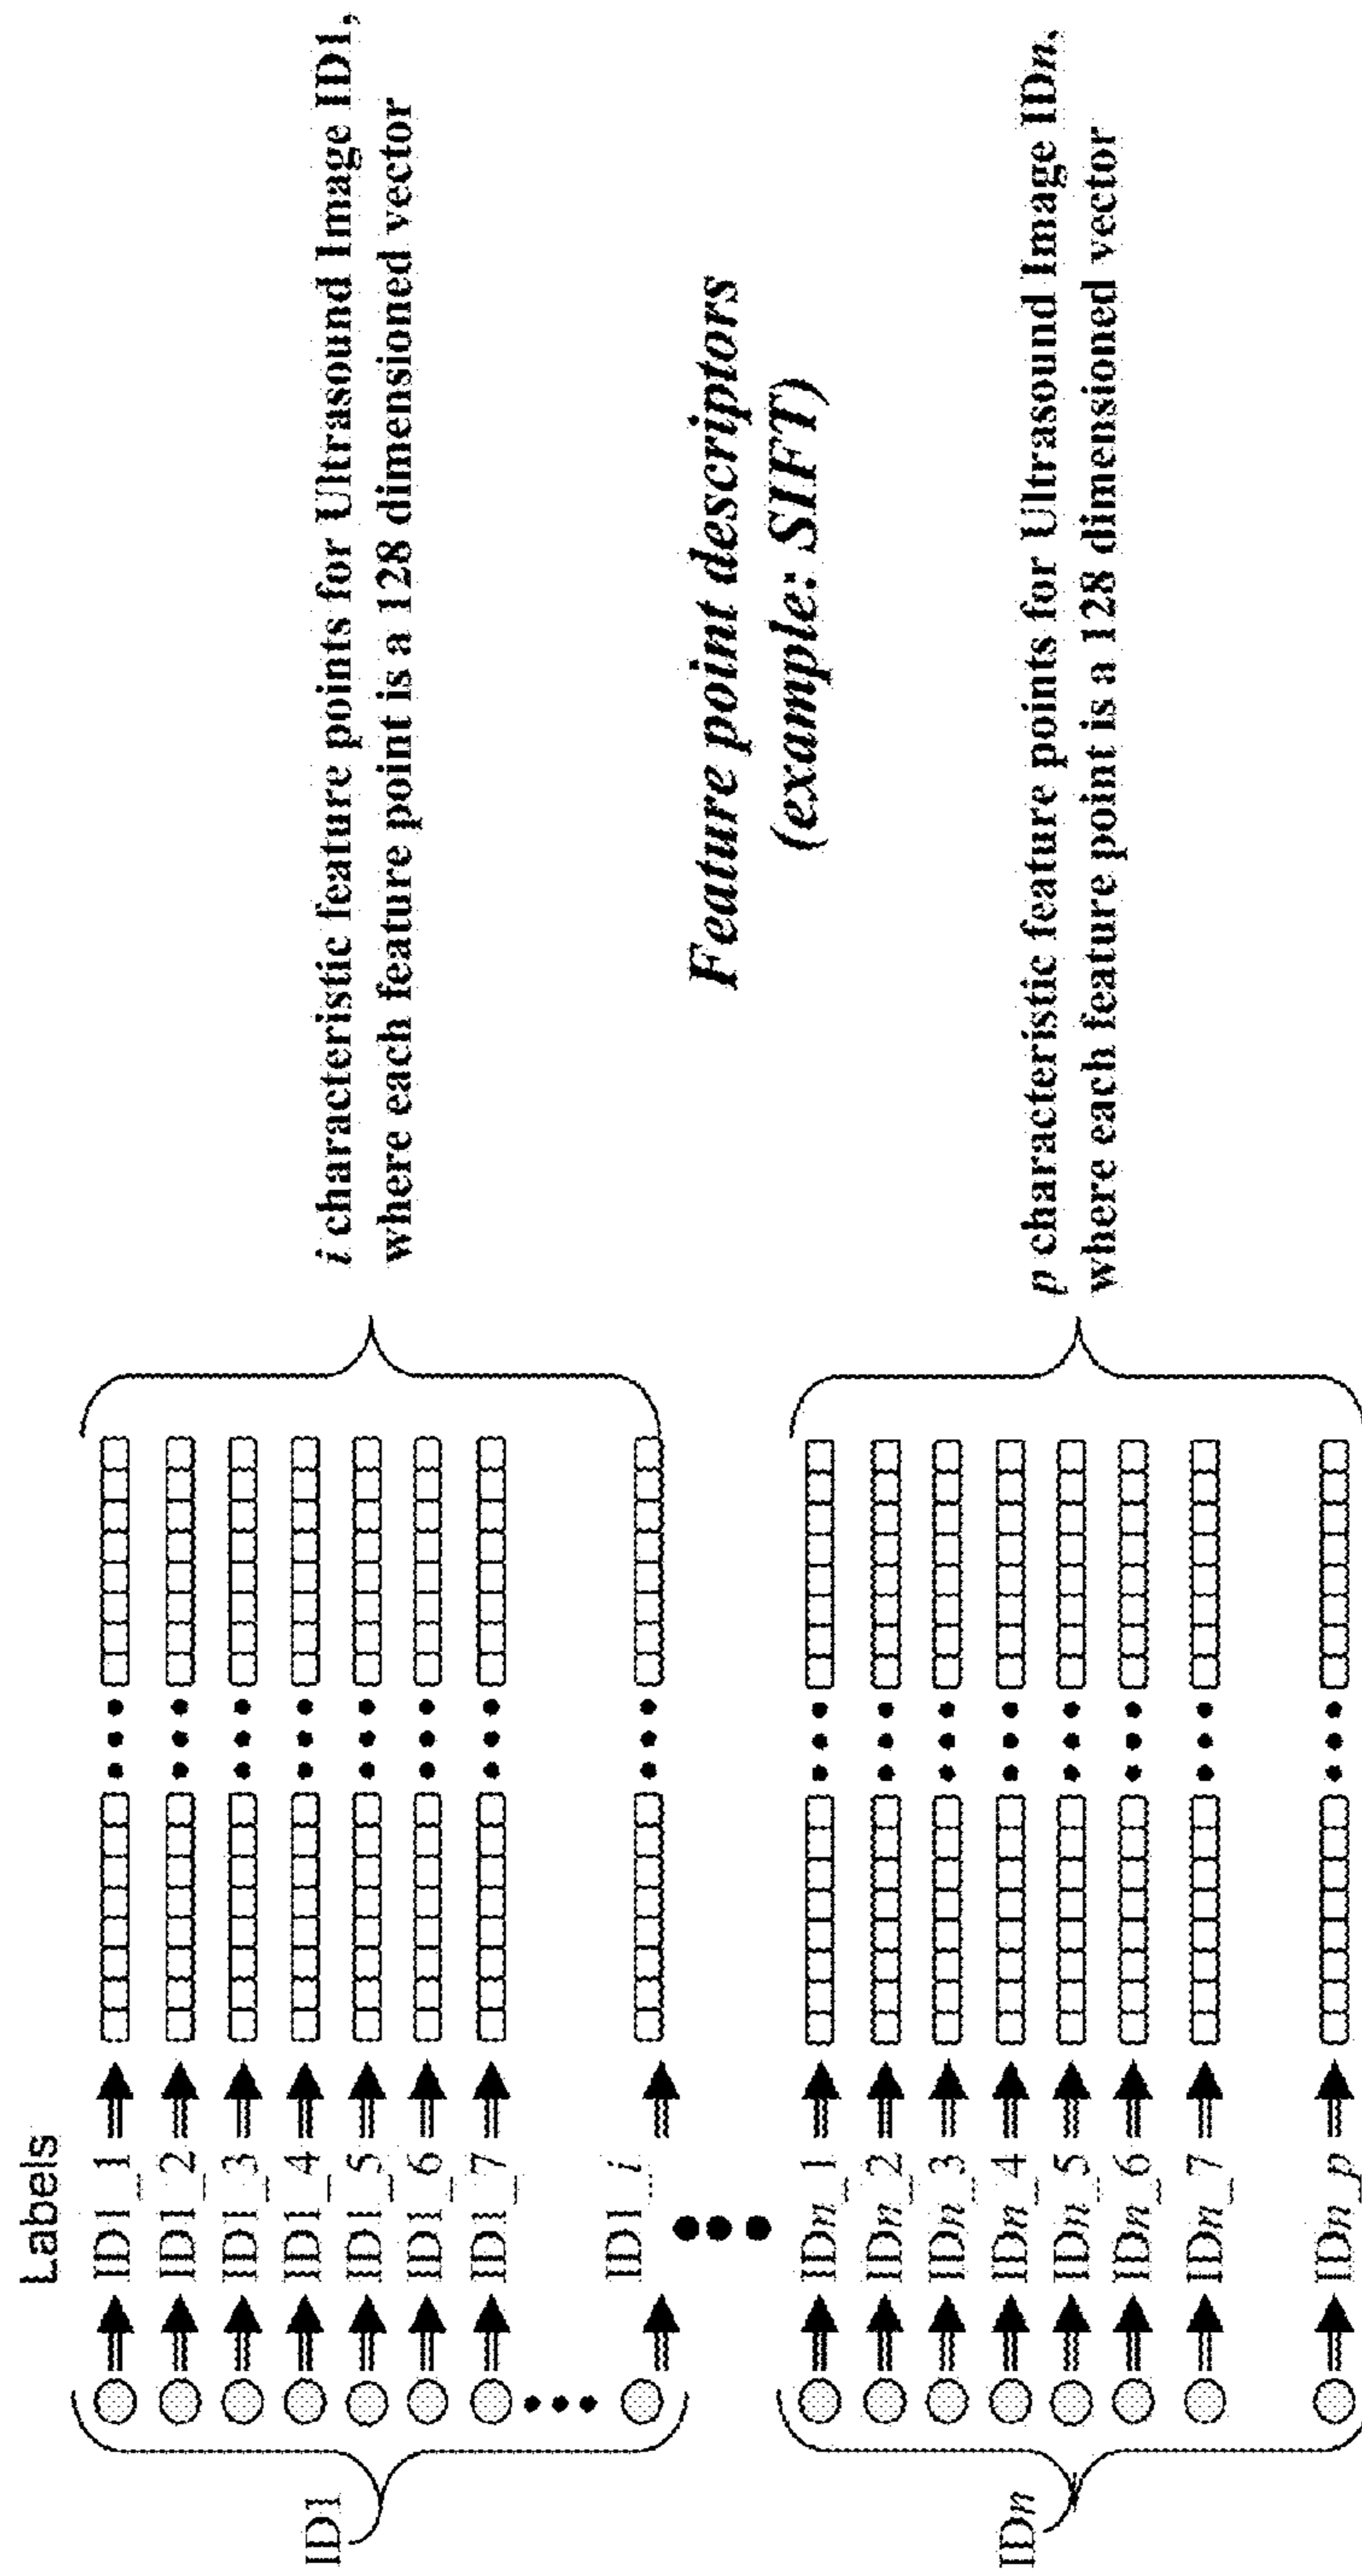 Labels
ID1
ID1_1
ID1_2
ID1_3
ID1_4
ID1_5
ID1_6
ID1_7
ID1_i
i characteristic feature points for Ultrasound Image ID1,
where each feature point is a 128 dimensioned vector
Feature point descriptors
(example: SIFT)
IDn
IDn_1
IDn_2
IDn_3
IDn_4
IDn_5
IDn_6
IDn_7
IDn_p
p characteristic feature points for Ultrasound Image IDn,
where each feature point is a 128 dimensioned vector